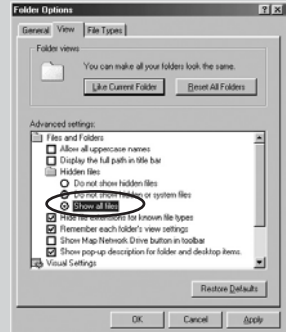 Folder Options
General View File Types
Folder views
You can make all your folders look the same.
Like Current Folder Reset All Folders
Advanced settings:
Files and Folders
Allow all uppercase names
Display the full path in title bar
Hidden files
Do not show hidden files
Do not show hidden or system files
Show all files
Hide file extensions for known file types
Remember each folder's view settings
Show Map Network Drive button in toolbar
Show pop-up description for folder and desktop items.
Visual Settings
Restore Defaults
OK Cancel Apply